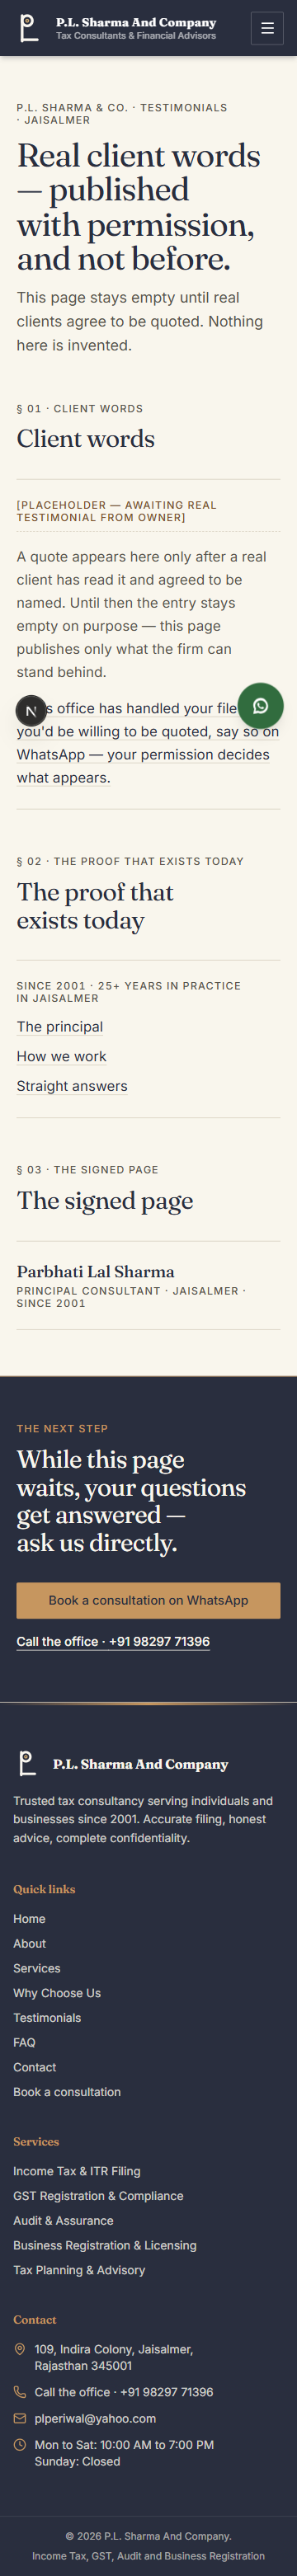 P.L. Sharma And Company
Tax Consultants & Financial Advisors
P.L. SHARMA & CO. · TESTIMONIALS
· JAISALMER
Real client words
— published
with permission,
and not before.
This page stays empty until real
clients agree to be quoted. Nothing
here is invented.
§ 01 · CLIENT WORDS
Client words
[PLACEHOLDER — AWAITING REAL
TESTIMONIAL FROM OWNER]
A quote appears here only after a real
client has read it and agreed to be
named. Until then the entry stays
empty on purpose — this page
publishes only what the firm can
stand behind.
N
office has handled your file
you'd be willing to be quoted, say so on
WhatsApp — your permission decides
what appears.
§ 02 · THE PROOF THAT EXISTS TODAY
The proof that
exists today
SINCE 2001 · 25+ YEARS IN PRACTICE
IN JAISALMER
The principal
How we work
Straight answers
§ 03 · THE SIGNED PAGE
The signed page
Parbhati Lal Sharma
PRINCIPAL CONSULTANT · JAISALMER ·
SINCE 2001
THE NEXT STEP
While this page
waits, your questions
get answered —
ask us directly.
Book a consultation on WhatsApp
Call the office · +91 98297 71396
P.L. Sharma And Company
Trusted tax consultancy serving individuals and
businesses since 2001. Accurate filing, honest
advice, complete confidentiality.
Quick links
Home
About
Services
Why Choose Us
Testimonials
FAQ
Contact
Book a consultation
Services
Income Tax & ITR Filing
GST Registration & Compliance
Audit & Assurance
Business Registration & Licensing
Tax Planning & Advisory
Contact
109, Indira Colony, Jaisalmer,
Rajasthan 345001
Call the office · +91 98297 71396
plperiwal@yahoo.com
Mon to Sat: 10:00 AM to 7:00 PM
Sunday: Closed
© 2026 P.L. Sharma And Company.
Income Tax, GST, Audit and Business Registration